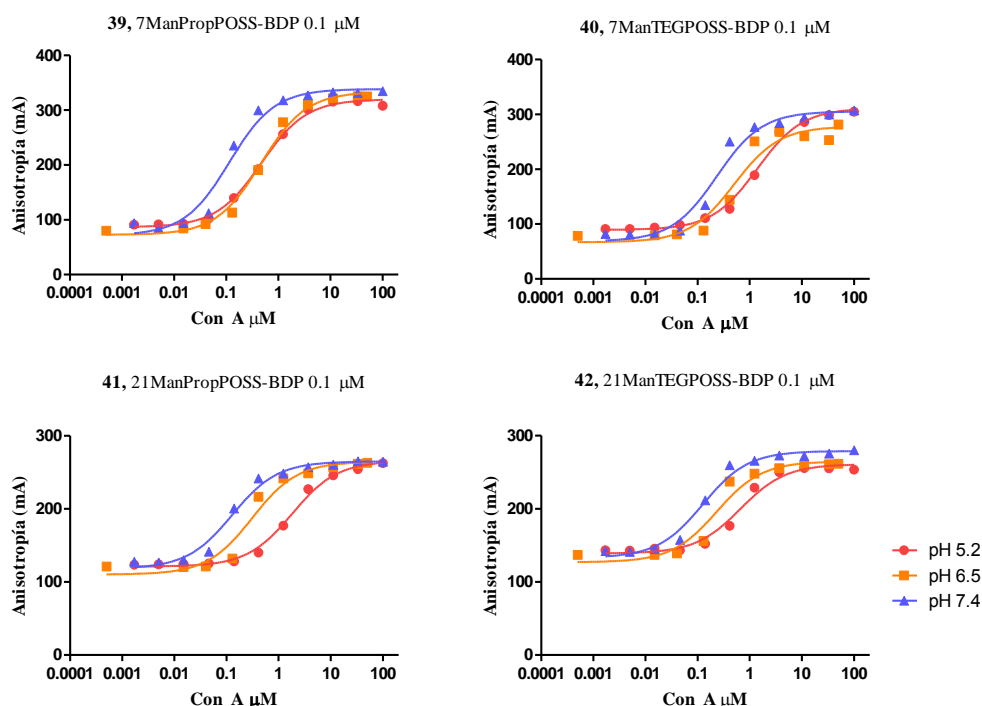 39, 7ManPropPOSS-BDP 0.1 μM
400
300
200
100
0
Anisotropía (mA)
0.0001 0.001 0.01 0.1 1 10 100
Con A μM
40, 7ManTEGPOSS-BDP 0.1 μM
400
300
200
100
0
Anisotropía (mA)
0.0001 0.001 0.01 0.1 1 10 100
Con A μM
41, 21ManPropPOSS-BDP 0.1 μM
300
200
100
0
Anisotropía (mA)
0.0001 0.001 0.01 0.1 1 10 100
Con A μM
42, 21ManTEGPOSS-BDP 0.1 μM
300
200
100
0
Anisotropía (mA)
0.0001 0.001 0.01 0.1 1 10 100
Con A μM
pH 5.2
pH 6.5
pH 7.4